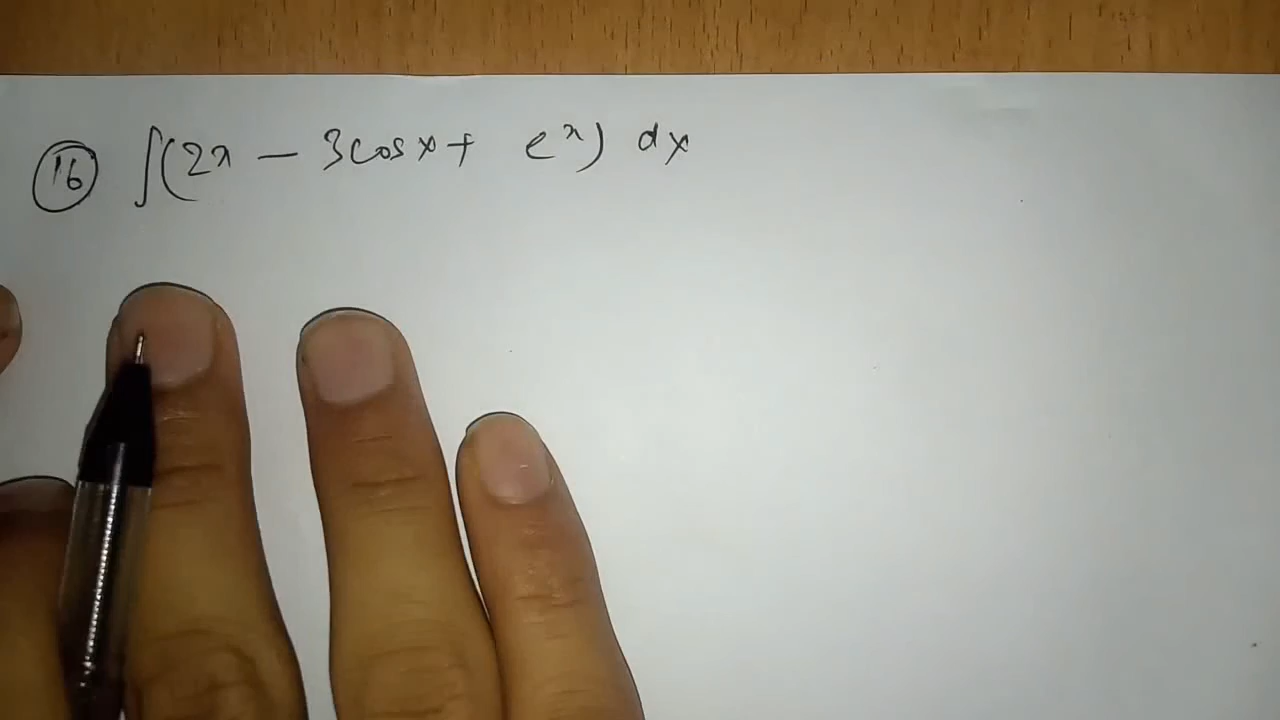 16 ∫(2x − 3cosx + e^x) dx